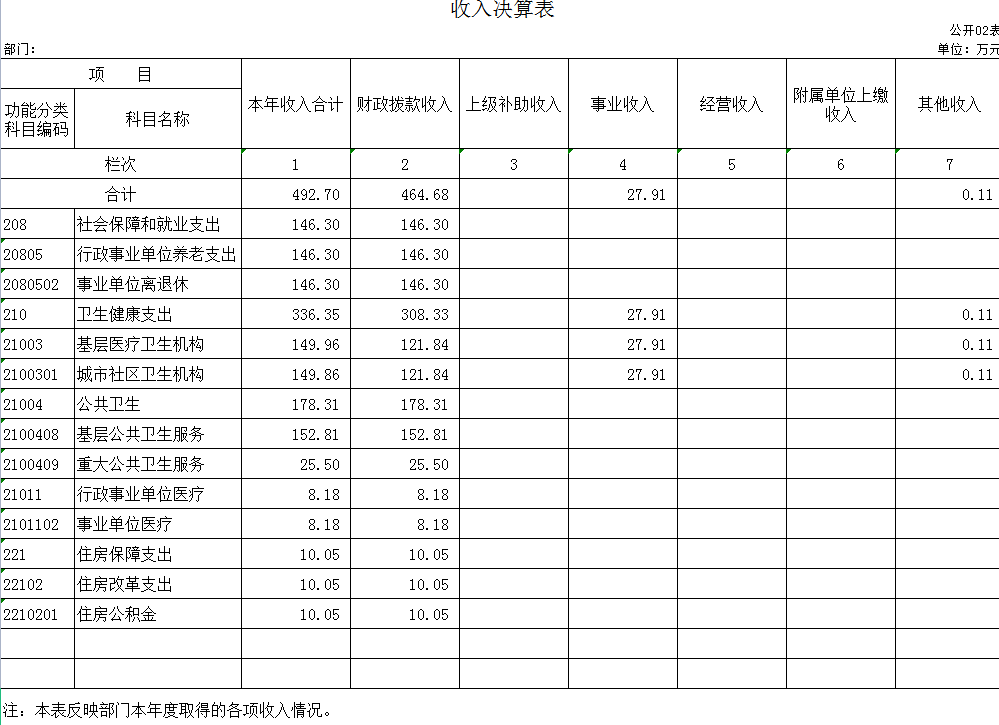 收入决算表
公开02表
部门： 单位：万元
项 目 本年收入合计 财政拨款收入 上级补助收入 事业收入 经营收入 附属单位上缴收入 其他收入
功能分类科目编码 科目名称
栏次 1 2 3 4 5 6 7
合计 492.70 464.68 27.91 0.11
208 社会保障和就业支出 146.30 146.30
20805 行政事业单位养老支出 146.30 146.30
2080502 事业单位离退休 146.30 146.30
210 卫生健康支出 336.35 308.33 27.91 0.11
21003 基层医疗卫生机构 149.96 121.84 27.91 0.11
2100301 城市社区卫生机构 149.86 121.84 27.91 0.11
21004 公共卫生 178.31 178.31
2100408 基层公共卫生服务 152.81 152.81
2100409 重大公共卫生服务 25.50 25.50
21011 行政事业单位医疗 8.18 8.18
2101102 事业单位医疗 8.18 8.18
221 住房保障支出 10.05 10.05
22102 住房改革支出 10.05 10.05
2210201 住房公积金 10.05 10.05
注：本表反映部门本年度取得的各项收入情况。